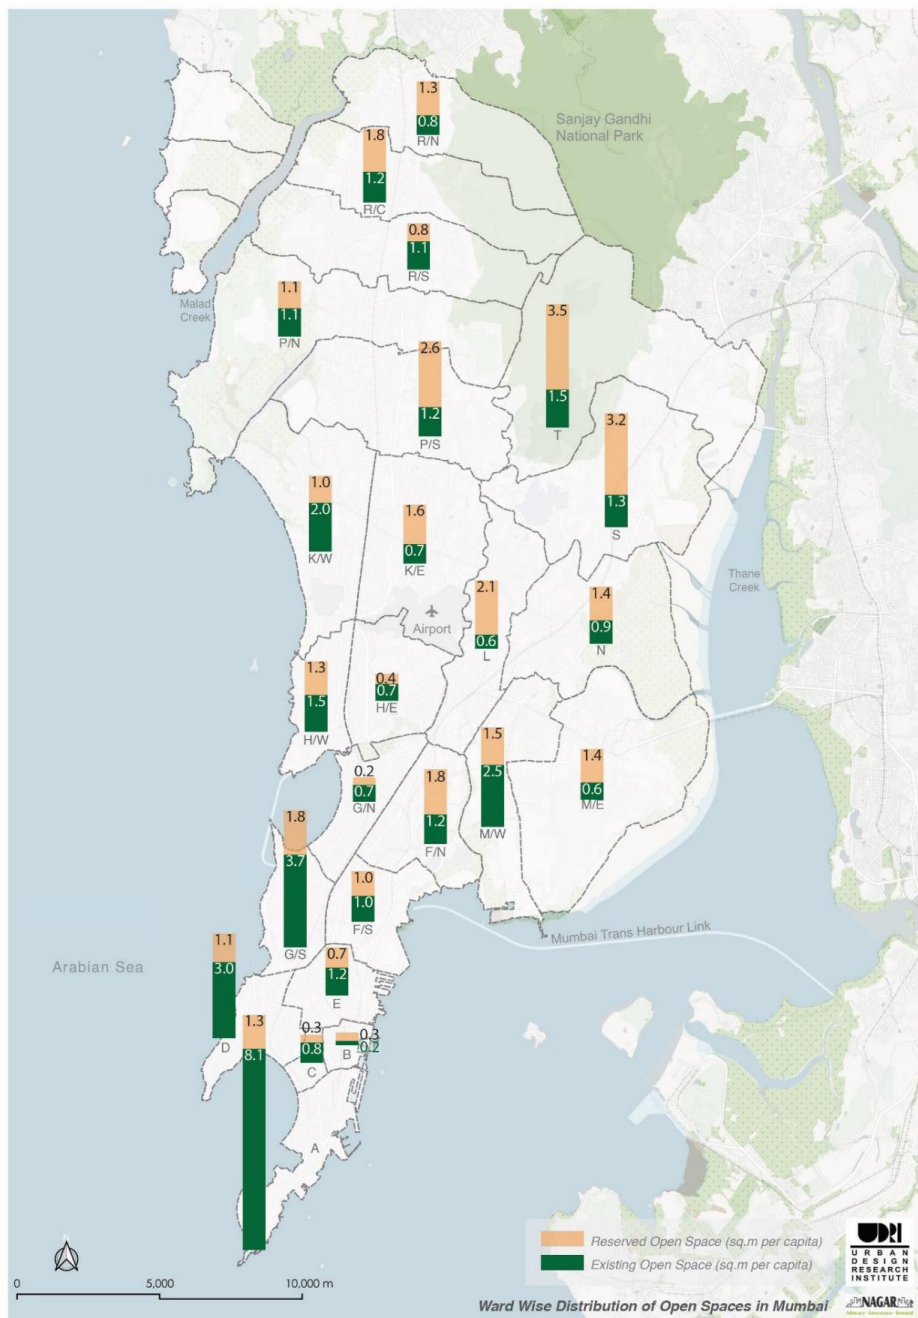 1.3
0.8
R/N
Sanjay Gandhi
National Park
1.8
1.2
R/C
0.8
1.1
R/S
Malad
Creek
1.1
1.1
P/N
3.5
1.5
T
2.6
1.2
P/S
3.2
1.3
S
1.0
2.0
K/W
1.6
0.7
K/E
Thane
Creek
2.1
0.6
L
1.4
0.9
N
Airport
1.3
1.5
H/W
0.4
0.7
H/E
1.5
2.5
M/W
1.4
0.6
M/E
0.2
0.7
G/N
1.8
1.2
F/N
1.8
3.7
G/S
1.0
1.0
F/S
Mumbai Trans Harbour Link
Arabian Sea
1.1
3.0
D
0.7
1.2
E
1.3
8.1
A
0.3
0.8
C
0.3
0.2
B
N
0
5,000
10,000 m
Reserved Open Space (sq.m per capita)
Existing Open Space (sq.m per capita)
Ward Wise Distribution of Open Spaces in Mumbai
UDRI
URBAN
DESIGN
RESEARCH
INSTITUTE
NAGAR